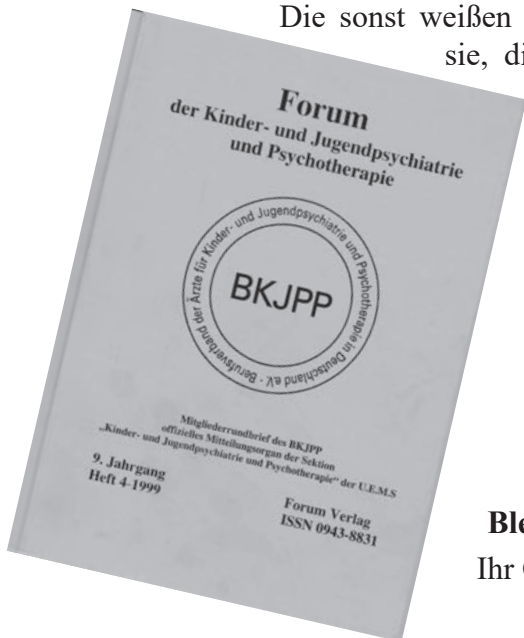 Die sonst weißen
sie, di
Forum
der Kinder- und Jugendpsychiatrie
und Psychotherapie
Berufsverband der Ärzte für Kinder- und Jugendpsychiatrie und Psychotherapie in Deutschland e.V. -
BKJPP
Mitgliederrundbrief des BKJPP
offizielles Mitteilungsorgan der Sektion
„Kinder- und Jugendpsychiatrie und Psychotherapie“ der U.E.M.S
9. Jahrgang
Heft 4-1999
Forum Verlag
ISSN 0943-8831
Ble
Ihr